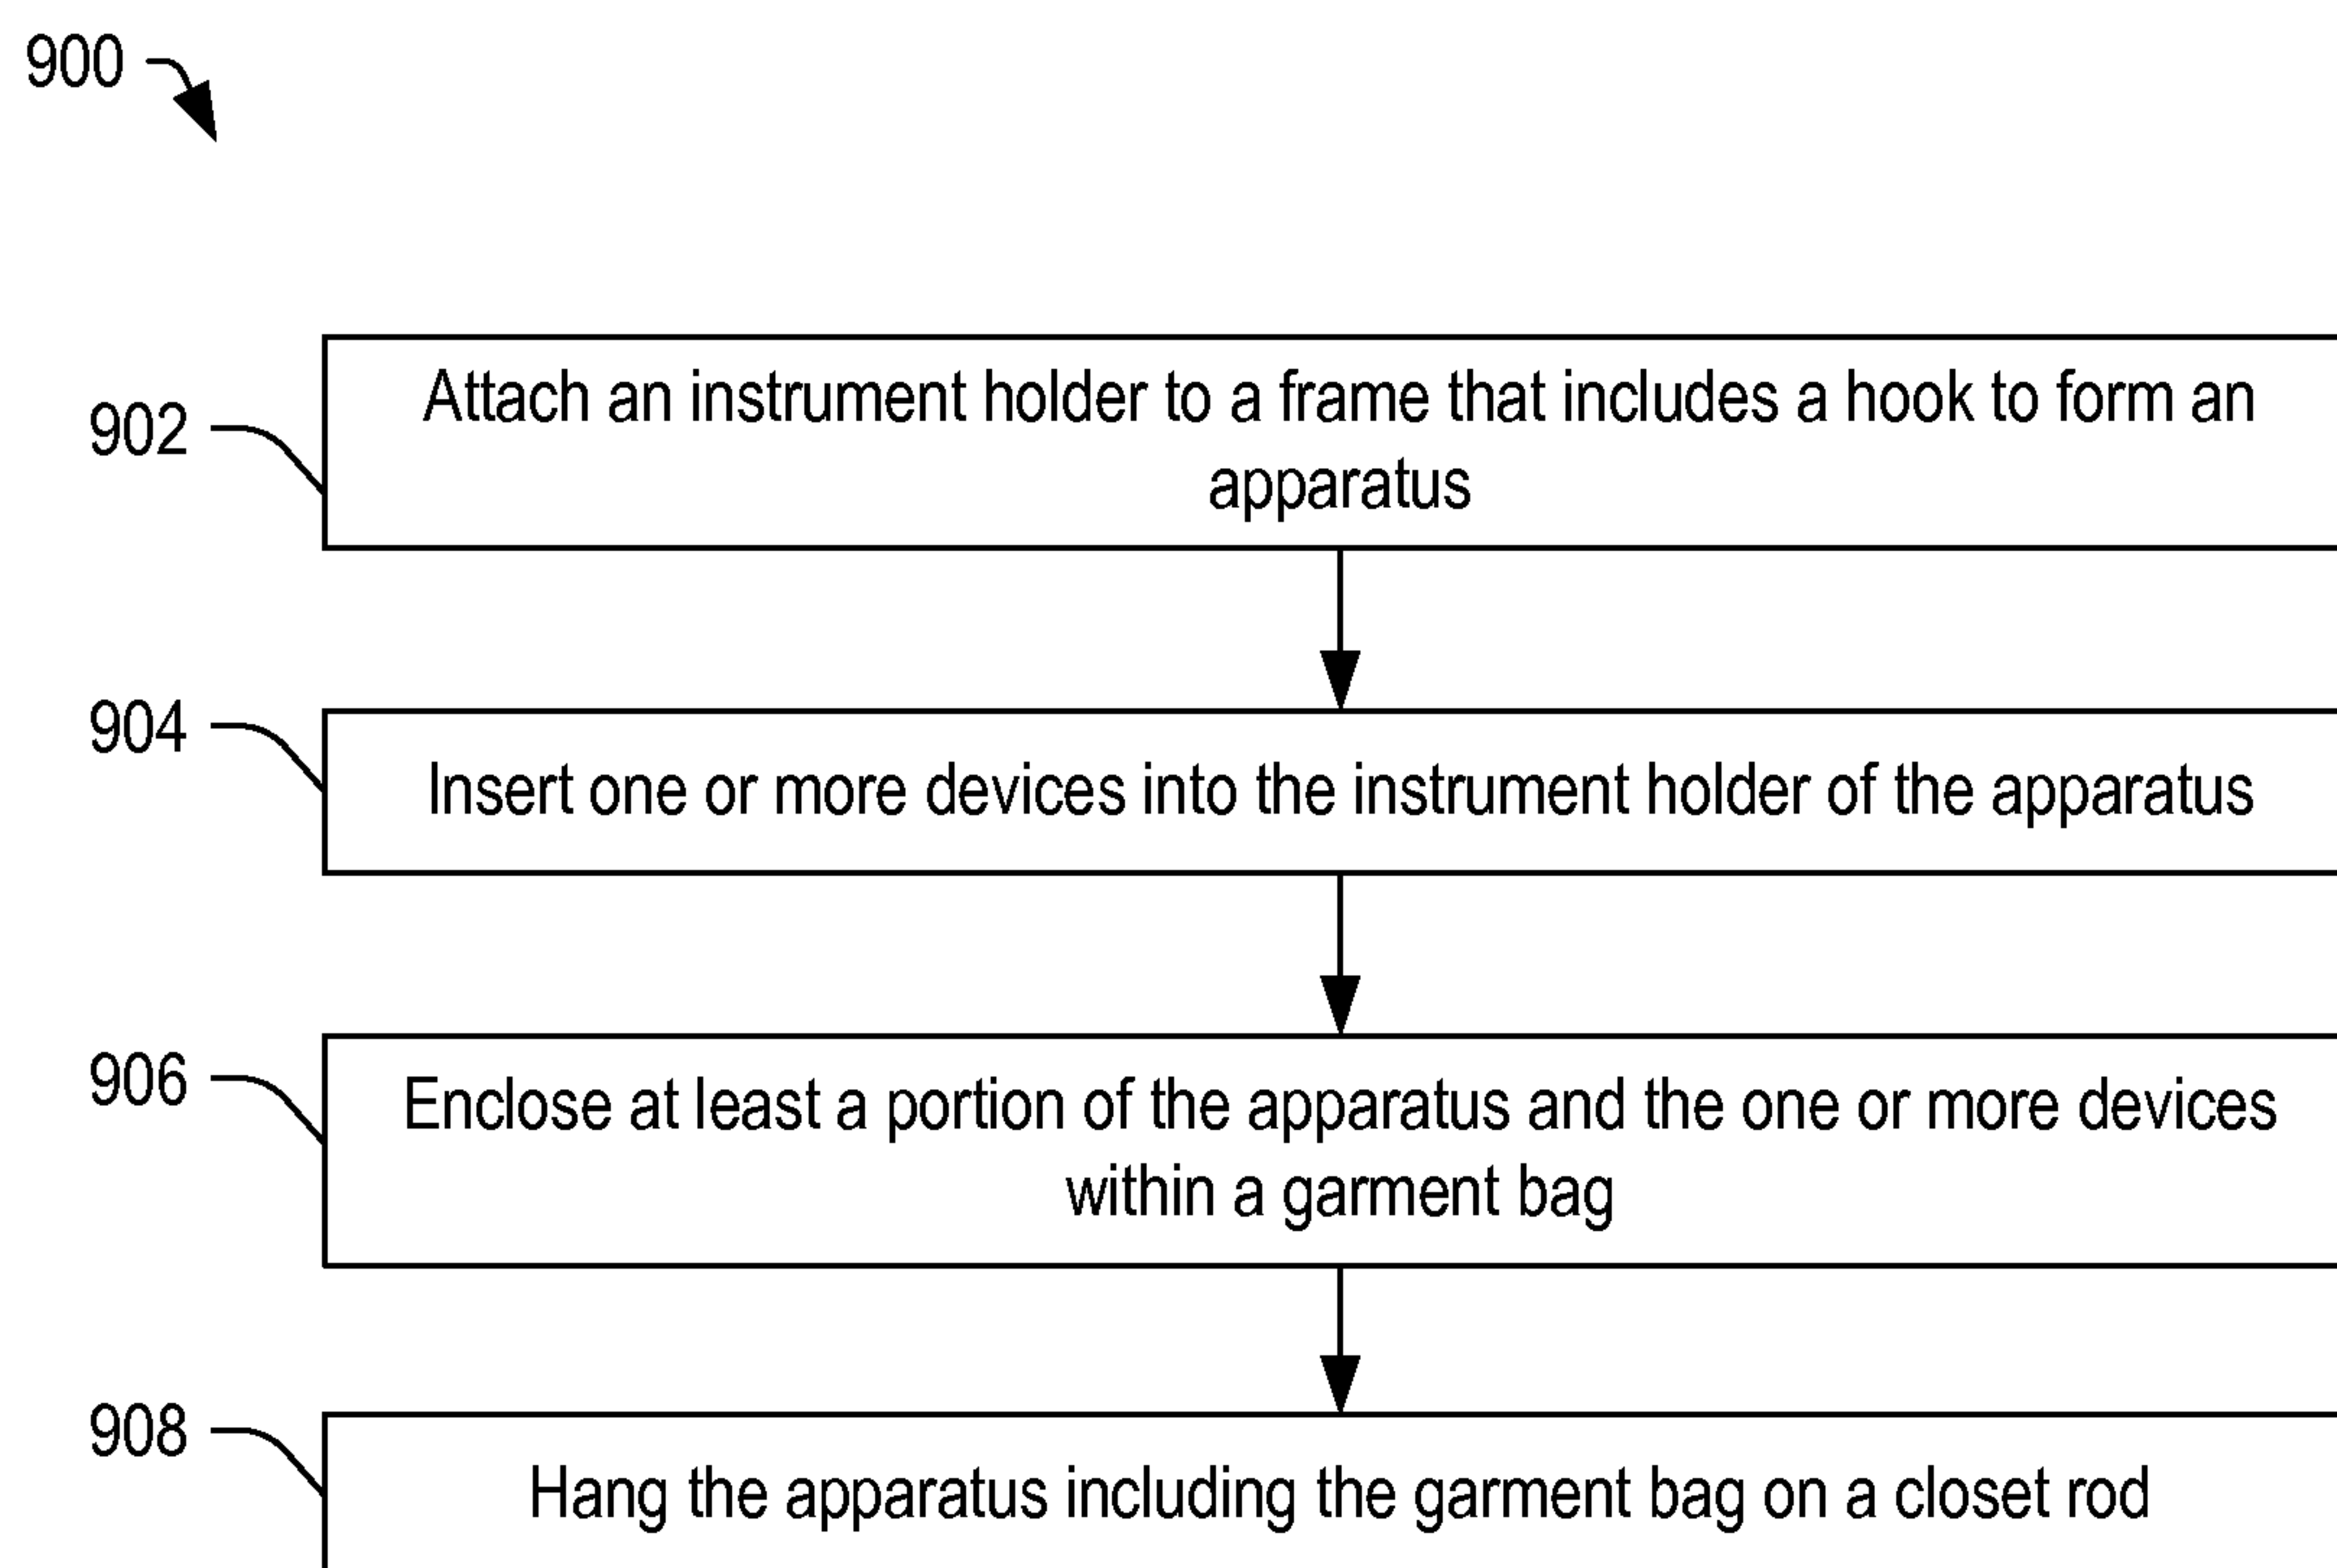 900
902
Attach an instrument holder to a frame that includes a hook to form an
apparatus
904
Insert one or more devices into the instrument holder of the apparatus
906
Enclose at least a portion of the apparatus and the one or more devices
within a garment bag
908
Hang the apparatus including the garment bag on a closet rod